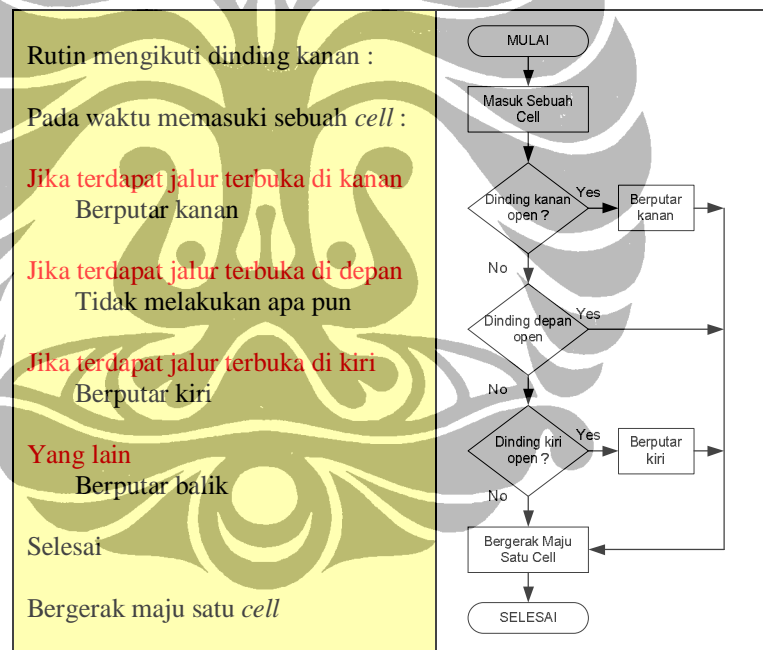 Rutin mengikuti dinding kanan :
Pada waktu memasuki sebuah cell :
Jika terdapat jalur terbuka di kanan
Berputar kanan
Jika terdapat jalur terbuka di depan
Tidak melakukan apa pun
Jika terdapat jalur terbuka di kiri
Berputar kiri
Yang lain
Berputar balik
Selesai
Bergerak maju satu cell
MULAI
Masuk Sebuah
Cell
Dinding kanan
open ?
Yes
Berputar
kanan
No
Dinding depan
open
Yes
No
Dinding kiri
open ?
Yes
Berputar
kiri
No
Bergerak Maju
Satu Cell
SELESAI